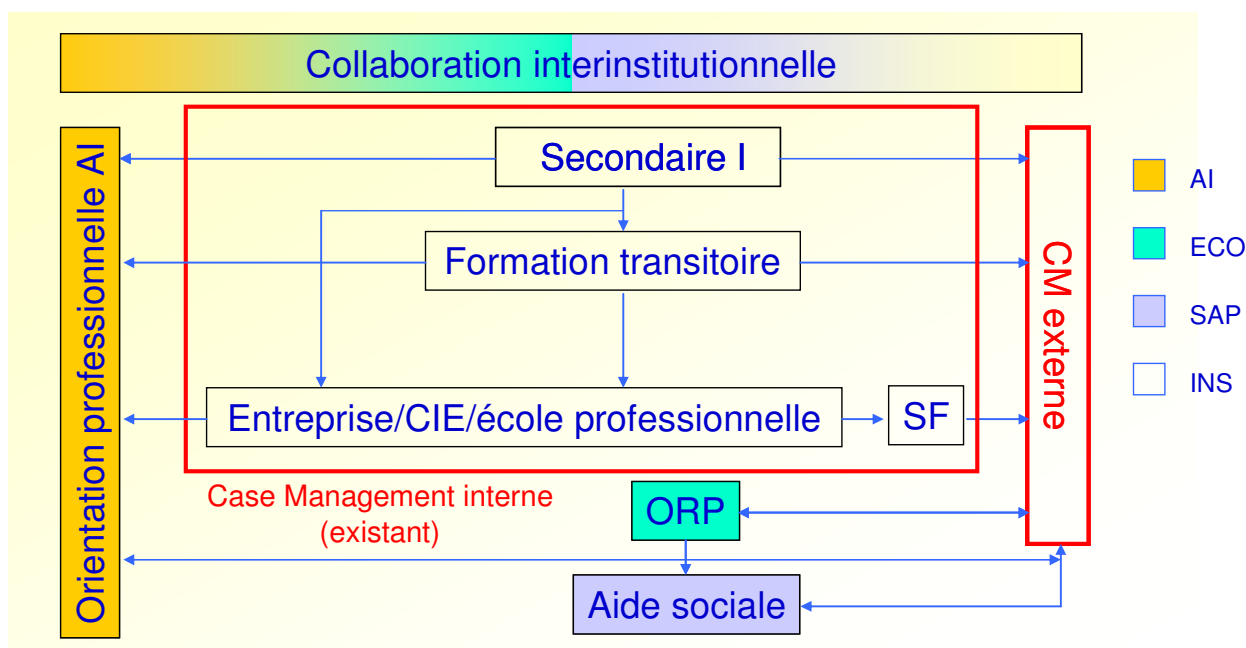 Collaboration interinstitutionnelle
Orientation professionnelle AI
Secondaire I
Formation transitoire
Entreprise/CIE/école professionnelle
SF
CM externe
Case Management interne
(existant)
ORP
Aide sociale
AI
ECO
SAP
INS